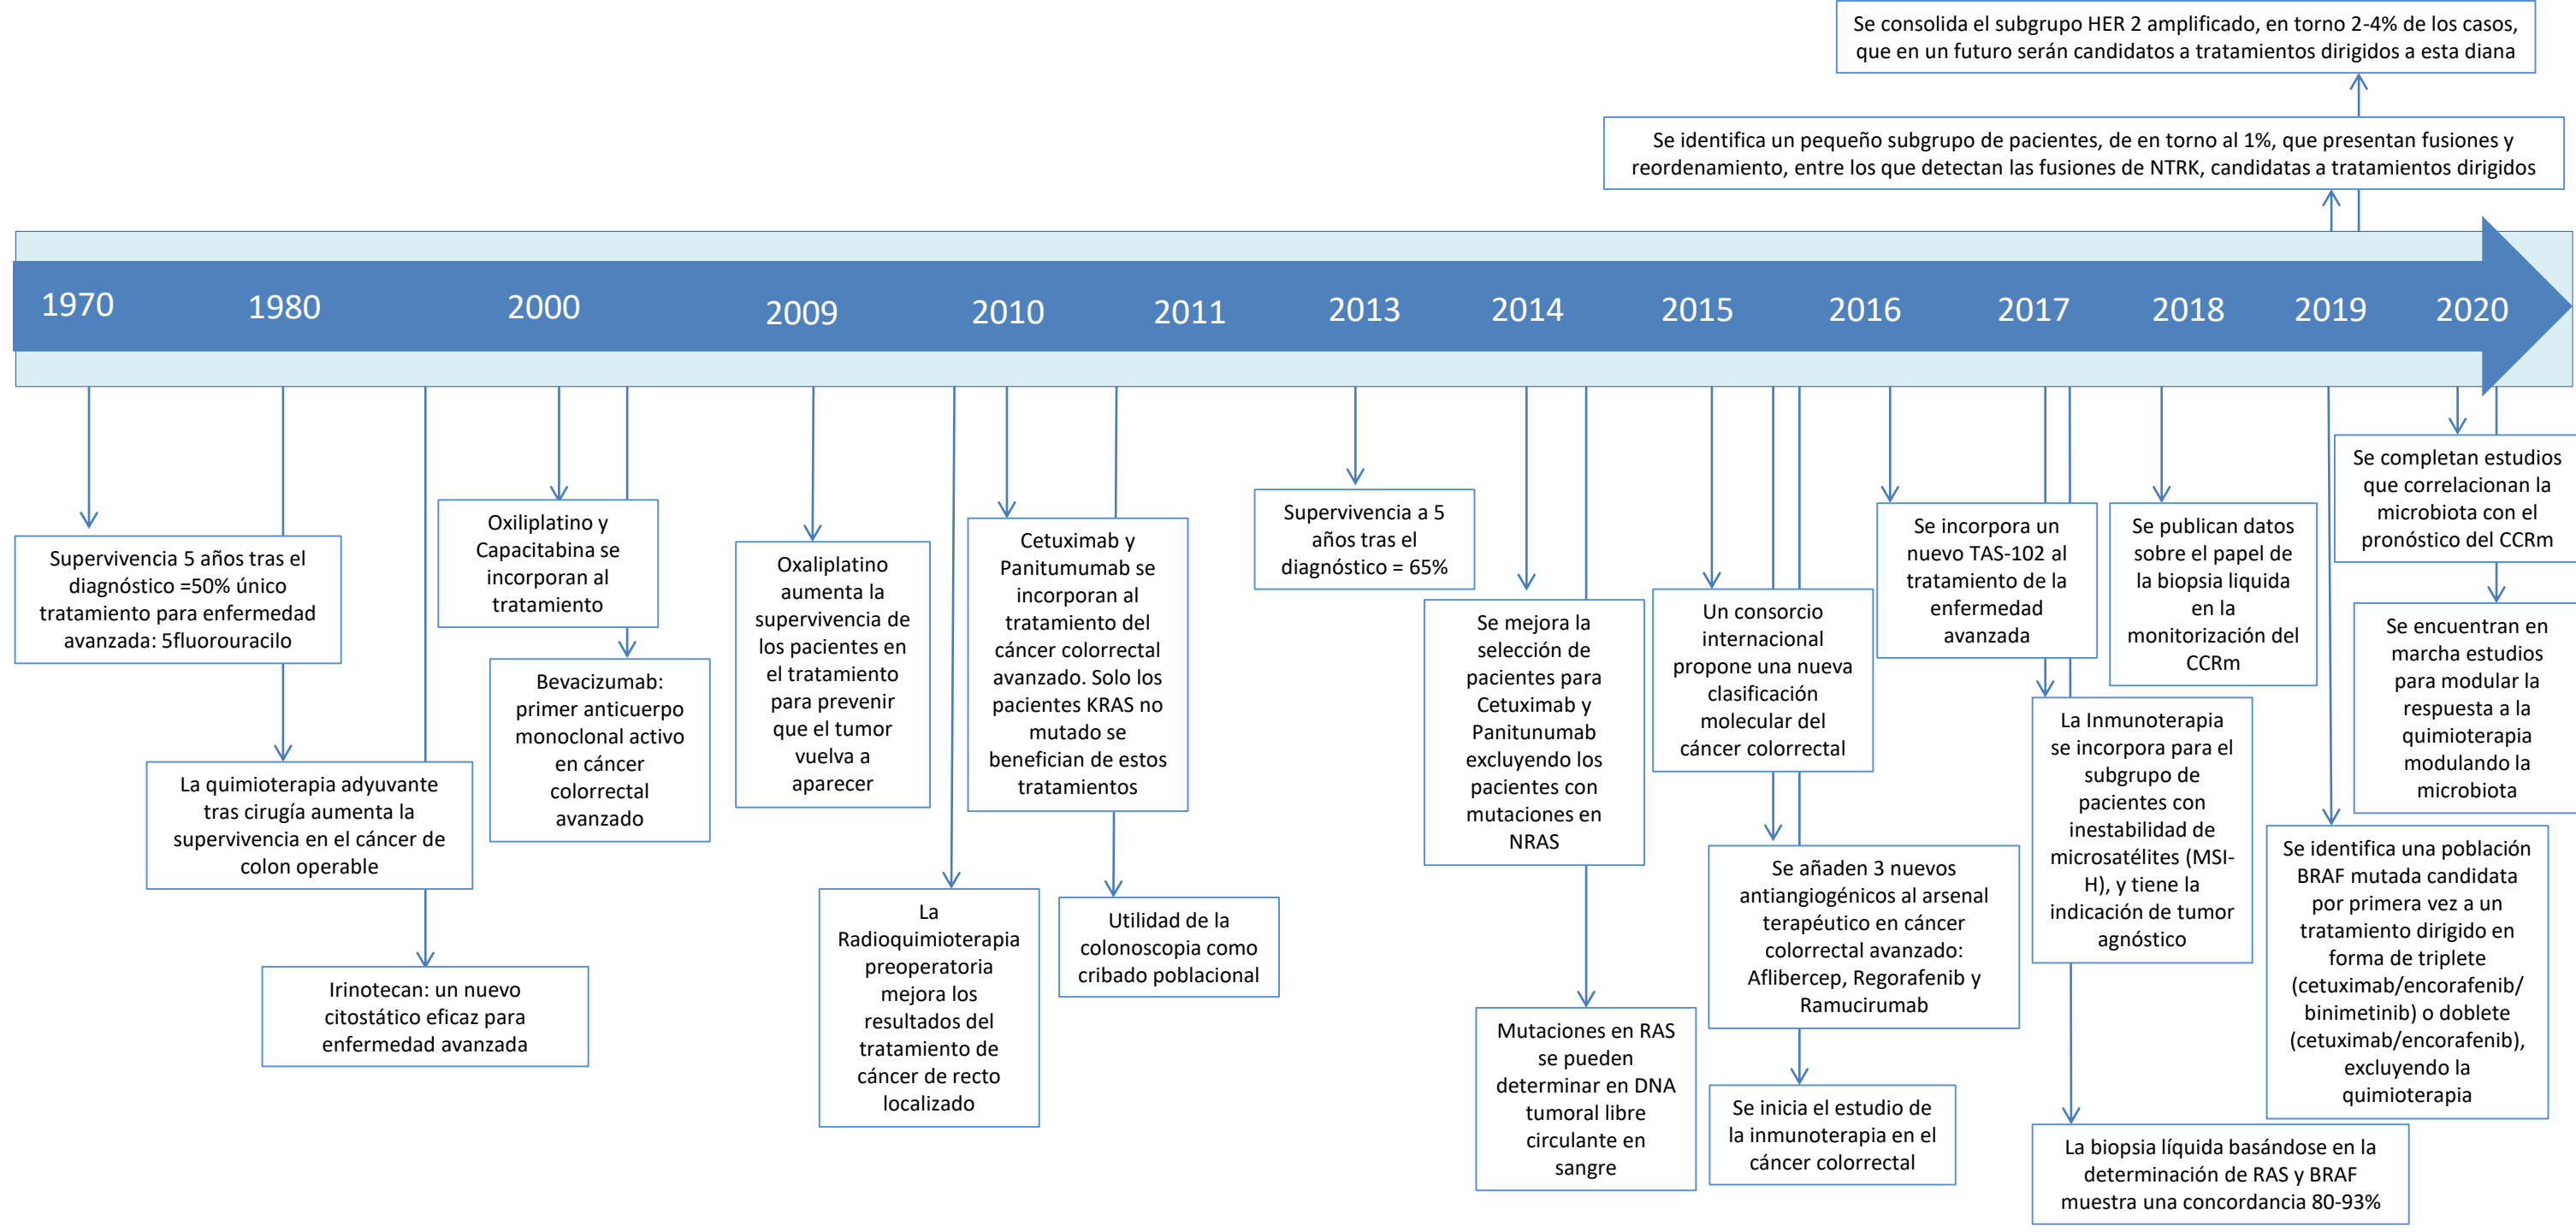 Se consolida el subgrupo HER 2 amplificado, en torno 2-4% de los casos,
que en un futuro serán candidatos a tratamientos dirigidos a esta diana
Se identifica un pequeño subgrupo de pacientes, de en torno al 1%, que presentan fusiones y
reordenamiento, entre los que detectan las fusiones de NTRK, candidatas a tratamientos dirigidos
1970
1980
2000
2009
2010
2011
2013
2014
2015
2016
2017
2018
2019
2020
Supervivencia 5 años tras el
diagnóstico =50% único
tratamiento para enfermedad
avanzada: 5fluorouracilo
La quimioterapia adyuvante
tras cirugía aumenta la
supervivencia en el cáncer de
colon operable
Irinotecan: un nuevo
citostático eficaz para
enfermedad avanzada
Oxiliplatino y
Capacitabina se
incorporan al
tratamiento
Bevacizumab:
primer anticuerpo
monoclonal activo
en cáncer
colorrectal
avanzado
Oxaliplatino
aumenta la
supervivencia de
los pacientes en
el tratamiento
para prevenir
que el tumor
vuelva a
aparecer
La
Radioquimioterapia
preoperatoria
mejora los
resultados del
tratamiento de
cáncer de recto
localizado
Cetuximab y
Panitumumab se
incorporan al
tratamiento del
cáncer colorrectal
avanzado. Solo los
pacientes KRAS no
mutado se
benefician de estos
tratamientos
Utilidad de la
colonoscopia como
cribado poblacional
Supervivencia a 5
años tras el
diagnóstico = 65%
Se mejora la
selección de
pacientes para
Cetuximab y
Panitunumab
excluyendo los
pacientes con
mutaciones en
NRAS
Mutaciones en RAS
se pueden
determinar en DNA
tumoral libre
circulante en
sangre
Un consorcio
internacional
propone una nueva
clasificación
molecular del
cáncer colorrectal
Se añaden 3 nuevos
antiangiogénicos al arsenal
terapéutico en cáncer
colorrectal avanzado:
Aflibercep, Regorafenib y
Ramucirumab
Se inicia el estudio de
la inmunoterapia en el
cáncer colorrectal
Se incorpora un
nuevo TAS-102 al
tratamiento de la
enfermedad
avanzada
La Inmunoterapia
se incorpora para el
subgrupo de
pacientes con
inestabilidad de
microsatélites (MSI-
H), y tiene la
indicación de tumor
agnóstico
La biopsia líquida basándose en la
determinación de RAS y BRAF
muestra una concordancia 80-93%
Se publican datos
sobre el papel de
la biopsia liquida
en la
monitorización del
CCRm
Se identifica una población
BRAF mutada candidata
por primera vez a un
tratamiento dirigido en
forma de triplete
(cetuximab/encorafenib/
binimetinib) o doblete
(cetuximab/encorafenib),
excluyendo la
quimioterapia
Se completan estudios
que correlacionan la
microbiota con el
pronóstico del CCRm
Se encuentran en
marcha estudios
para modular la
respuesta a la
quimioterapia
modulando la
microbiota